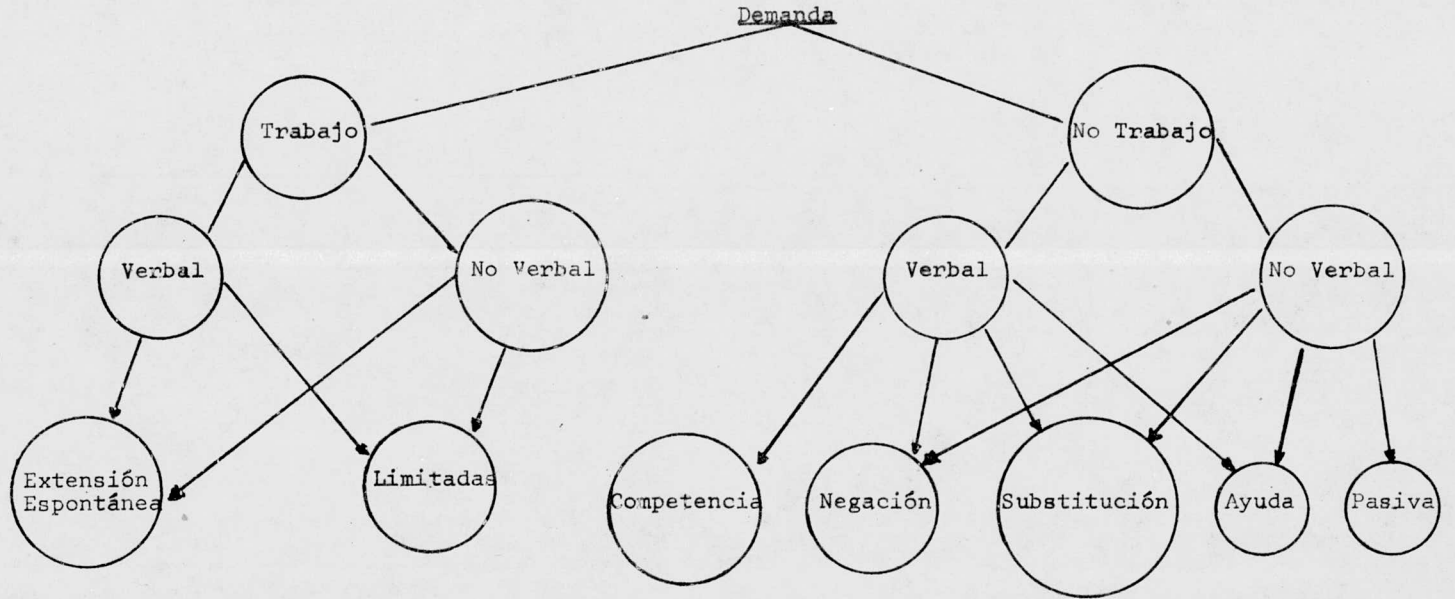 Demanda
Trabajo
No Trabajo
Verbal
No Verbal
Verbal
No Verbal
Extensión
Espontánea
Limitadas
Competencia
Negación
Substitución
Ayuda
Pasiva